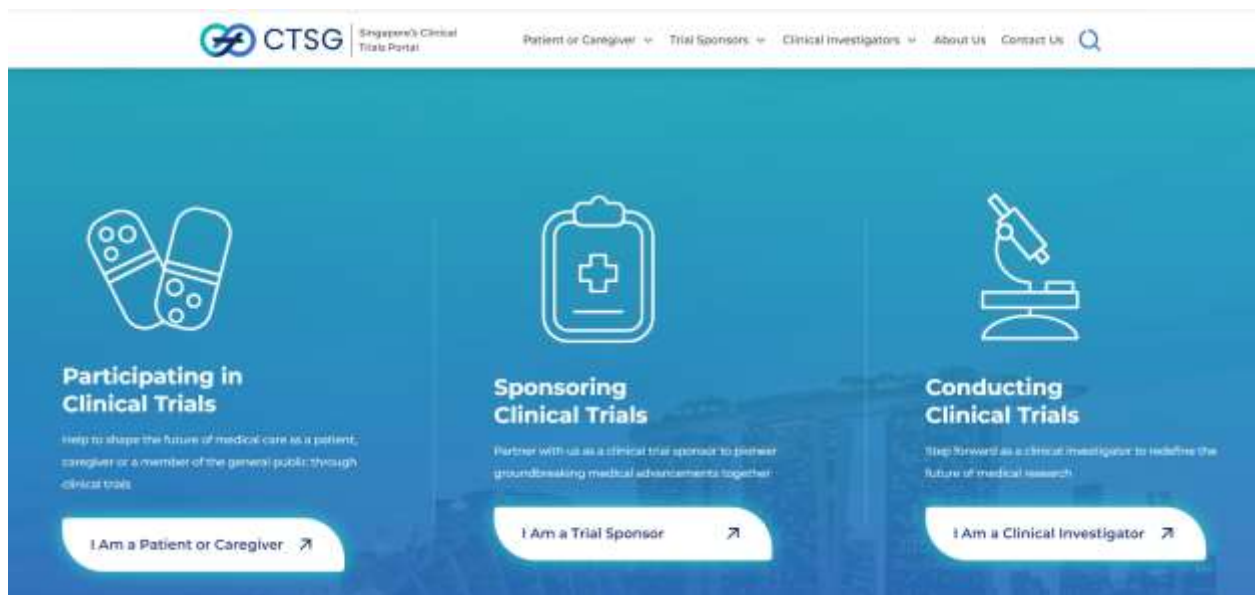 CTSG
Singapore's Clinical
Trials Portal
Patient or Caregiver
Trial Sponsors
Clinical Investigators
About Us
Contact Us
Participating in
Clinical Trials
Help to shape the future of medical care as a patient,
caregiver or a member of the general public through
clinical trials
I Am a Patient or Caregiver
Sponsoring
Clinical Trials
Partner with us as a clinical trial sponsor to pioneer
groundbreaking medical advancements together
I Am a Trial Sponsor
Conducting
Clinical Trials
Step forward as a clinical investigator to redefine the
future of medical research
I Am a Clinical Investigator